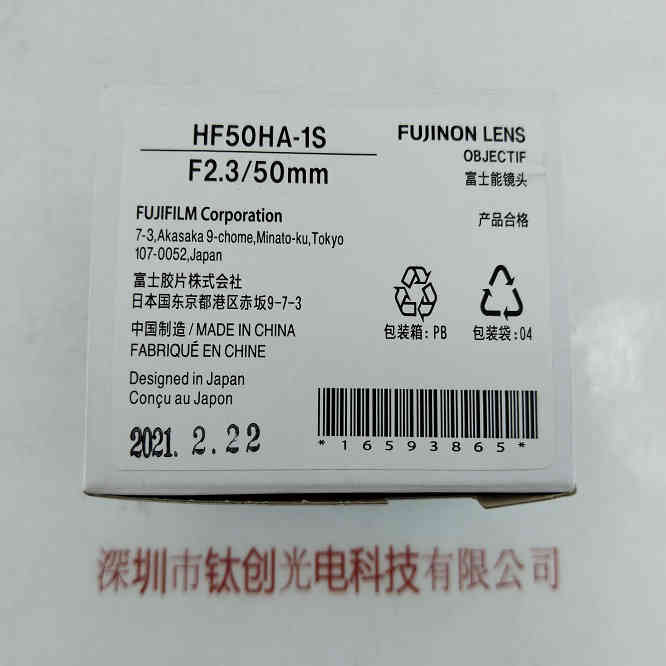 HF50HA-1S
F2.3/50mm
FUJINON LENS
OBJECTIF
富士能镜头
产品合格
FUJIFILM Corporation
7-3,Akasaka 9-chome,Minato-ku,Tokyo
107-0052,Japan
富士胶片株式会社
日本国东京都港区赤坂9-7-3
中国制造/MADE IN CHINA
FABRIQUÉ EN CHINE
Designed in Japan
Conçu au Japon
2021. 2. 22
包装箱:PB
包装袋:04
*16593865*
深圳市钛创光电科技有限公司